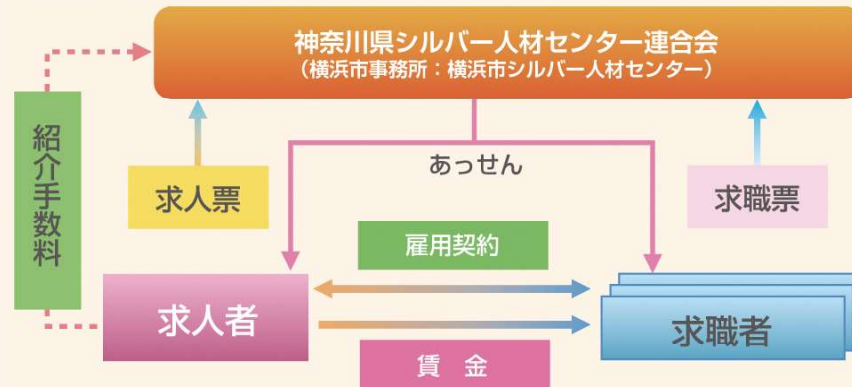 神奈川県シルバー人材センター連合会
（横浜市事務所：横浜市シルバー人材センター）
紹介手数料
あっせん
求人票
求職票
雇用契約
求人者
求職者
賃　金